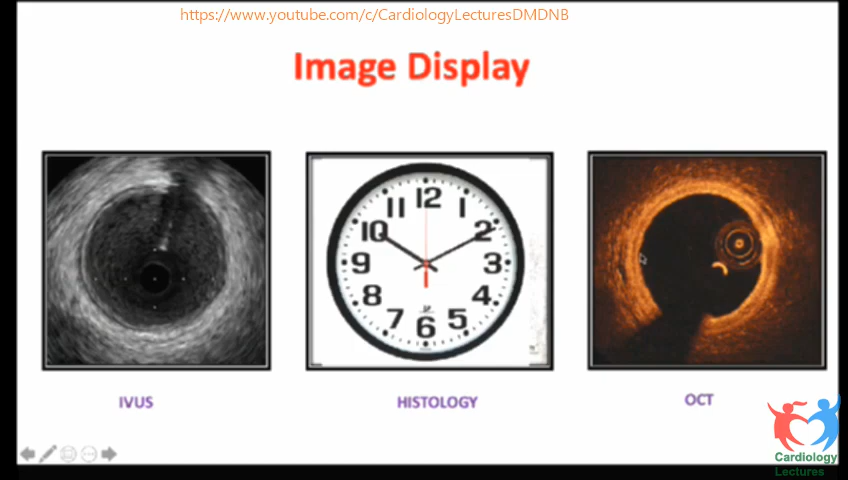 https://www.youtube.com/c/CardiologyLecturesDMDNB
Image Display
12
11
1
10
2
9
3
8
4
7
5
6
IVUS
HISTOLOGY
OCT
Cardiology
Lectures